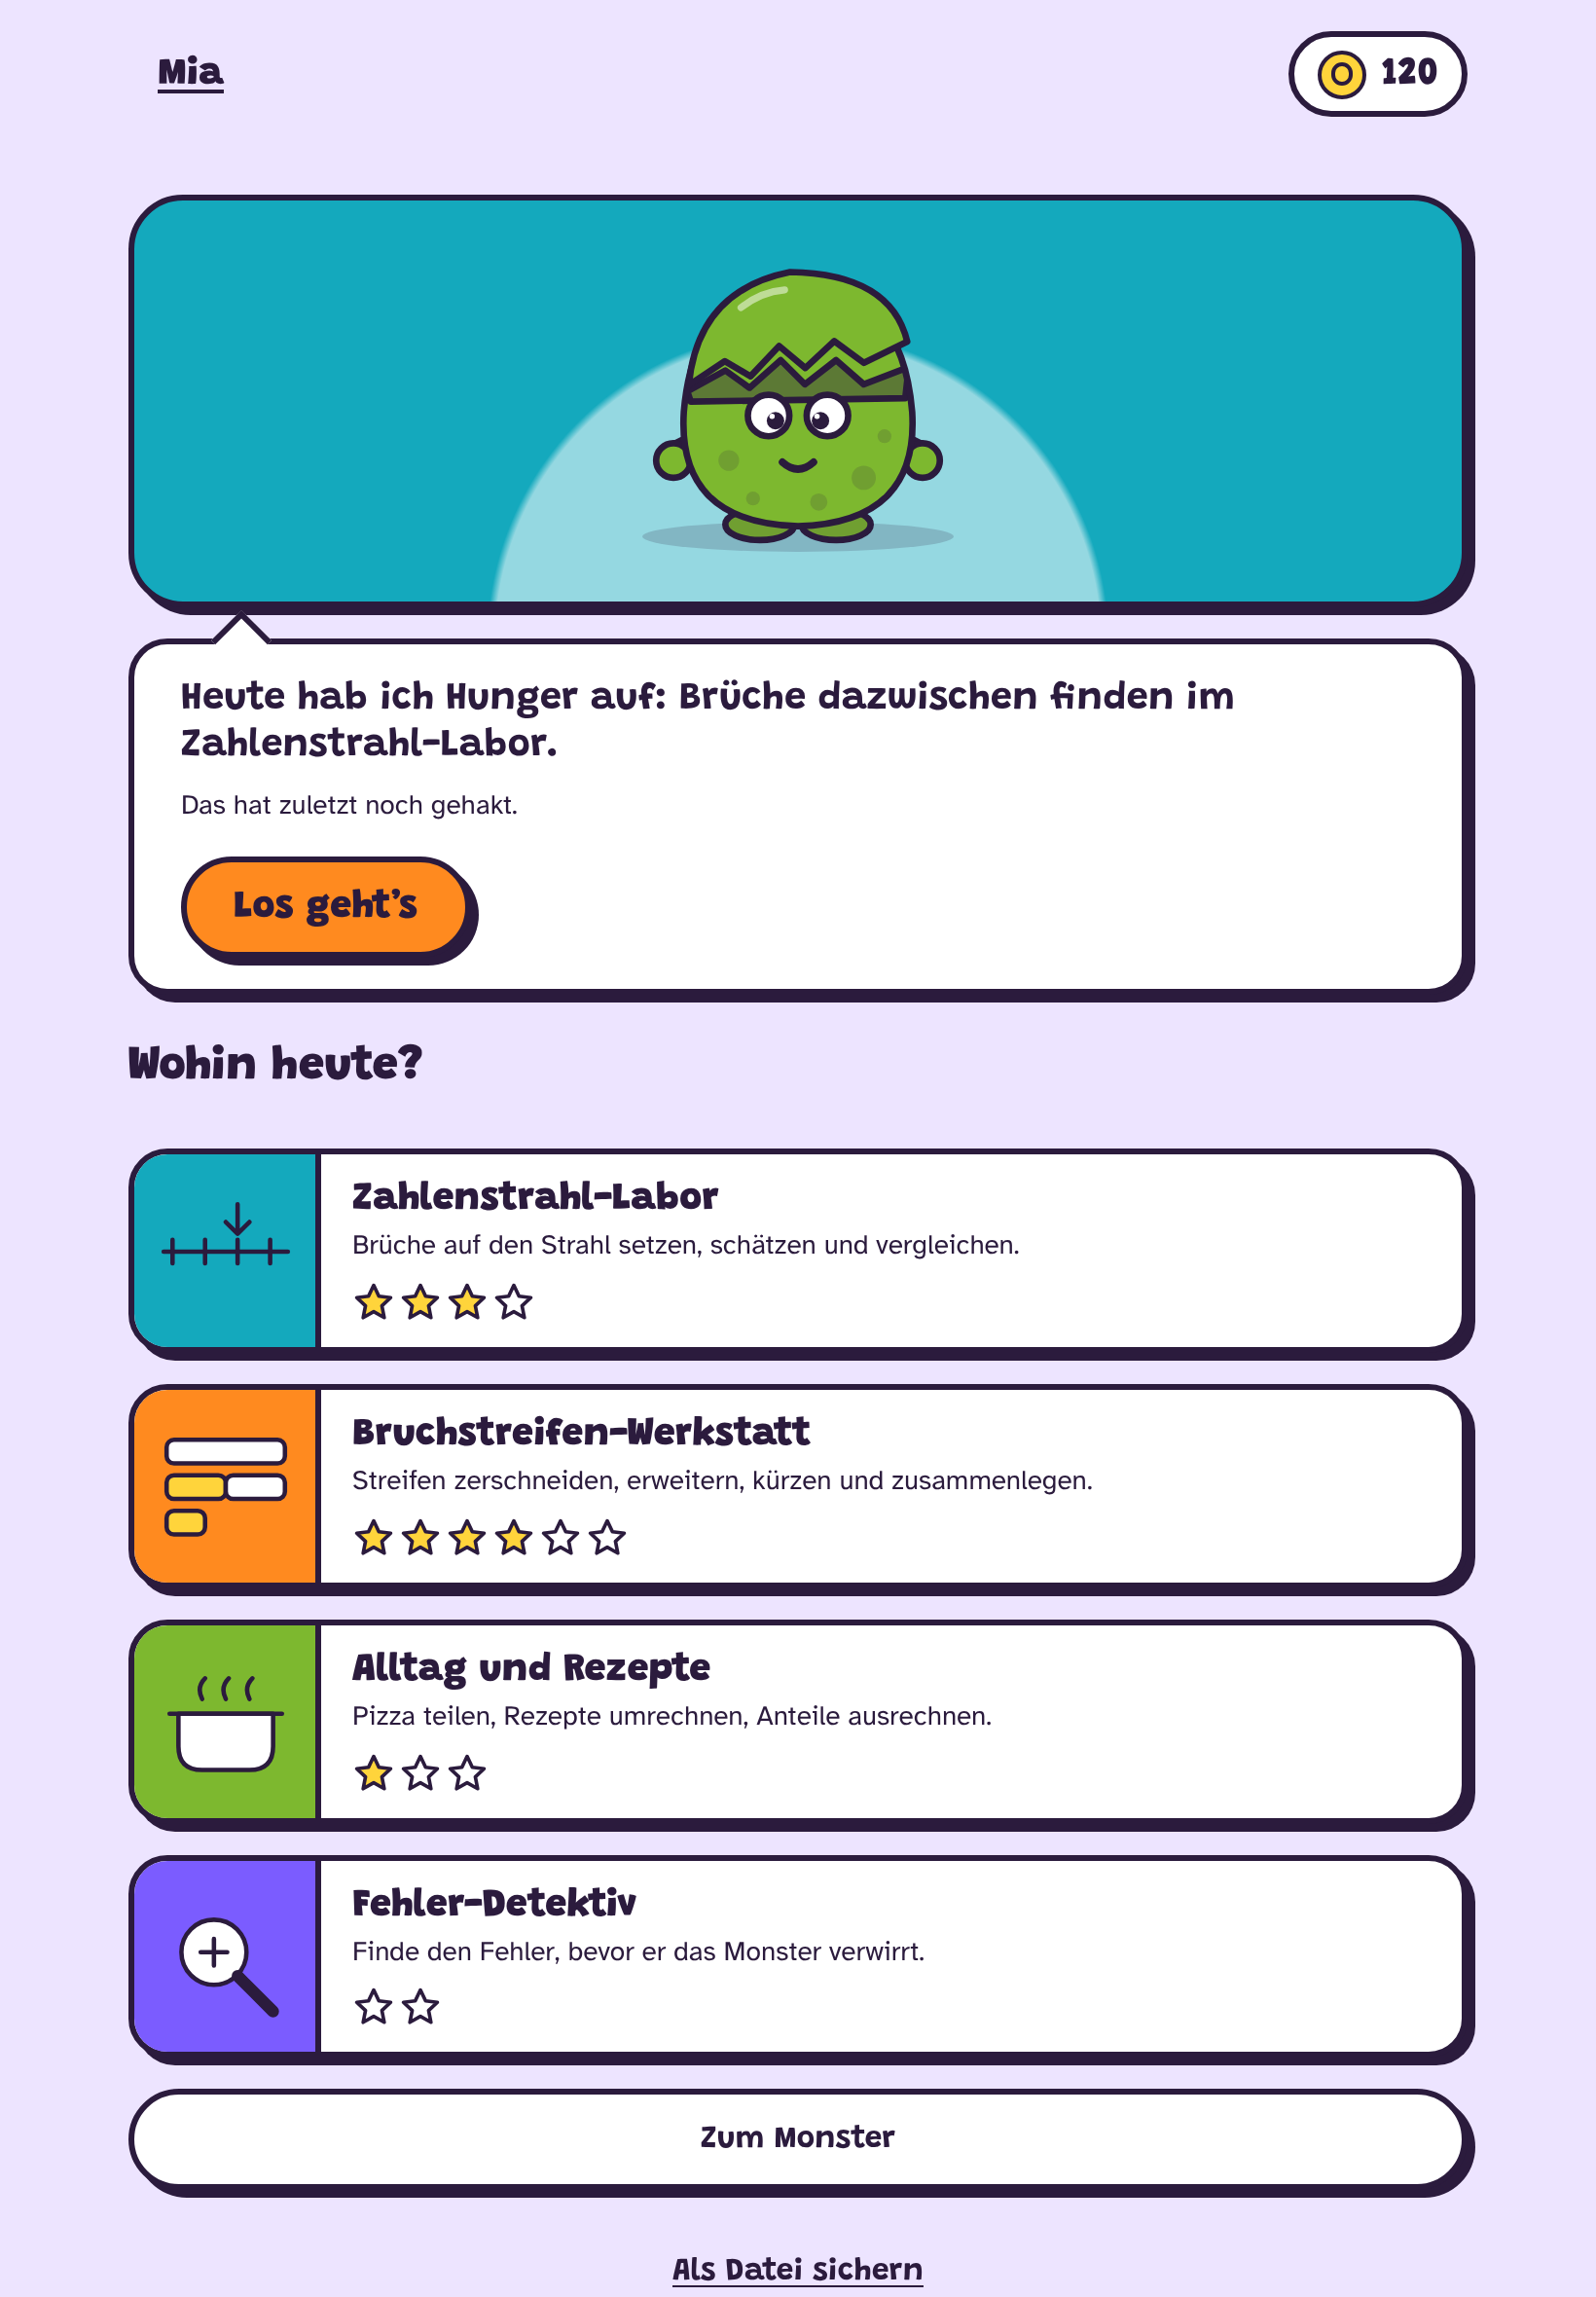 Mia
120
Heute hab ich Hunger auf: Brüche dazwischen finden im
Zahlenstrahl-Labor.
Das hat zuletzt noch gehakt.
Los geht’s
Wohin heute?
Zahlenstrahl-Labor
Brüche auf den Strahl setzen, schätzen und vergleichen.
Bruchstreifen-Werkstatt
Streifen zerschneiden, erweitern, kürzen und zusammenlegen.
Alltag und Rezepte
Pizza teilen, Rezepte umrechnen, Anteile ausrechnen.
Fehler-Detektiv
Finde den Fehler, bevor er das Monster verwirrt.
Zum Monster
Als Datei sichern